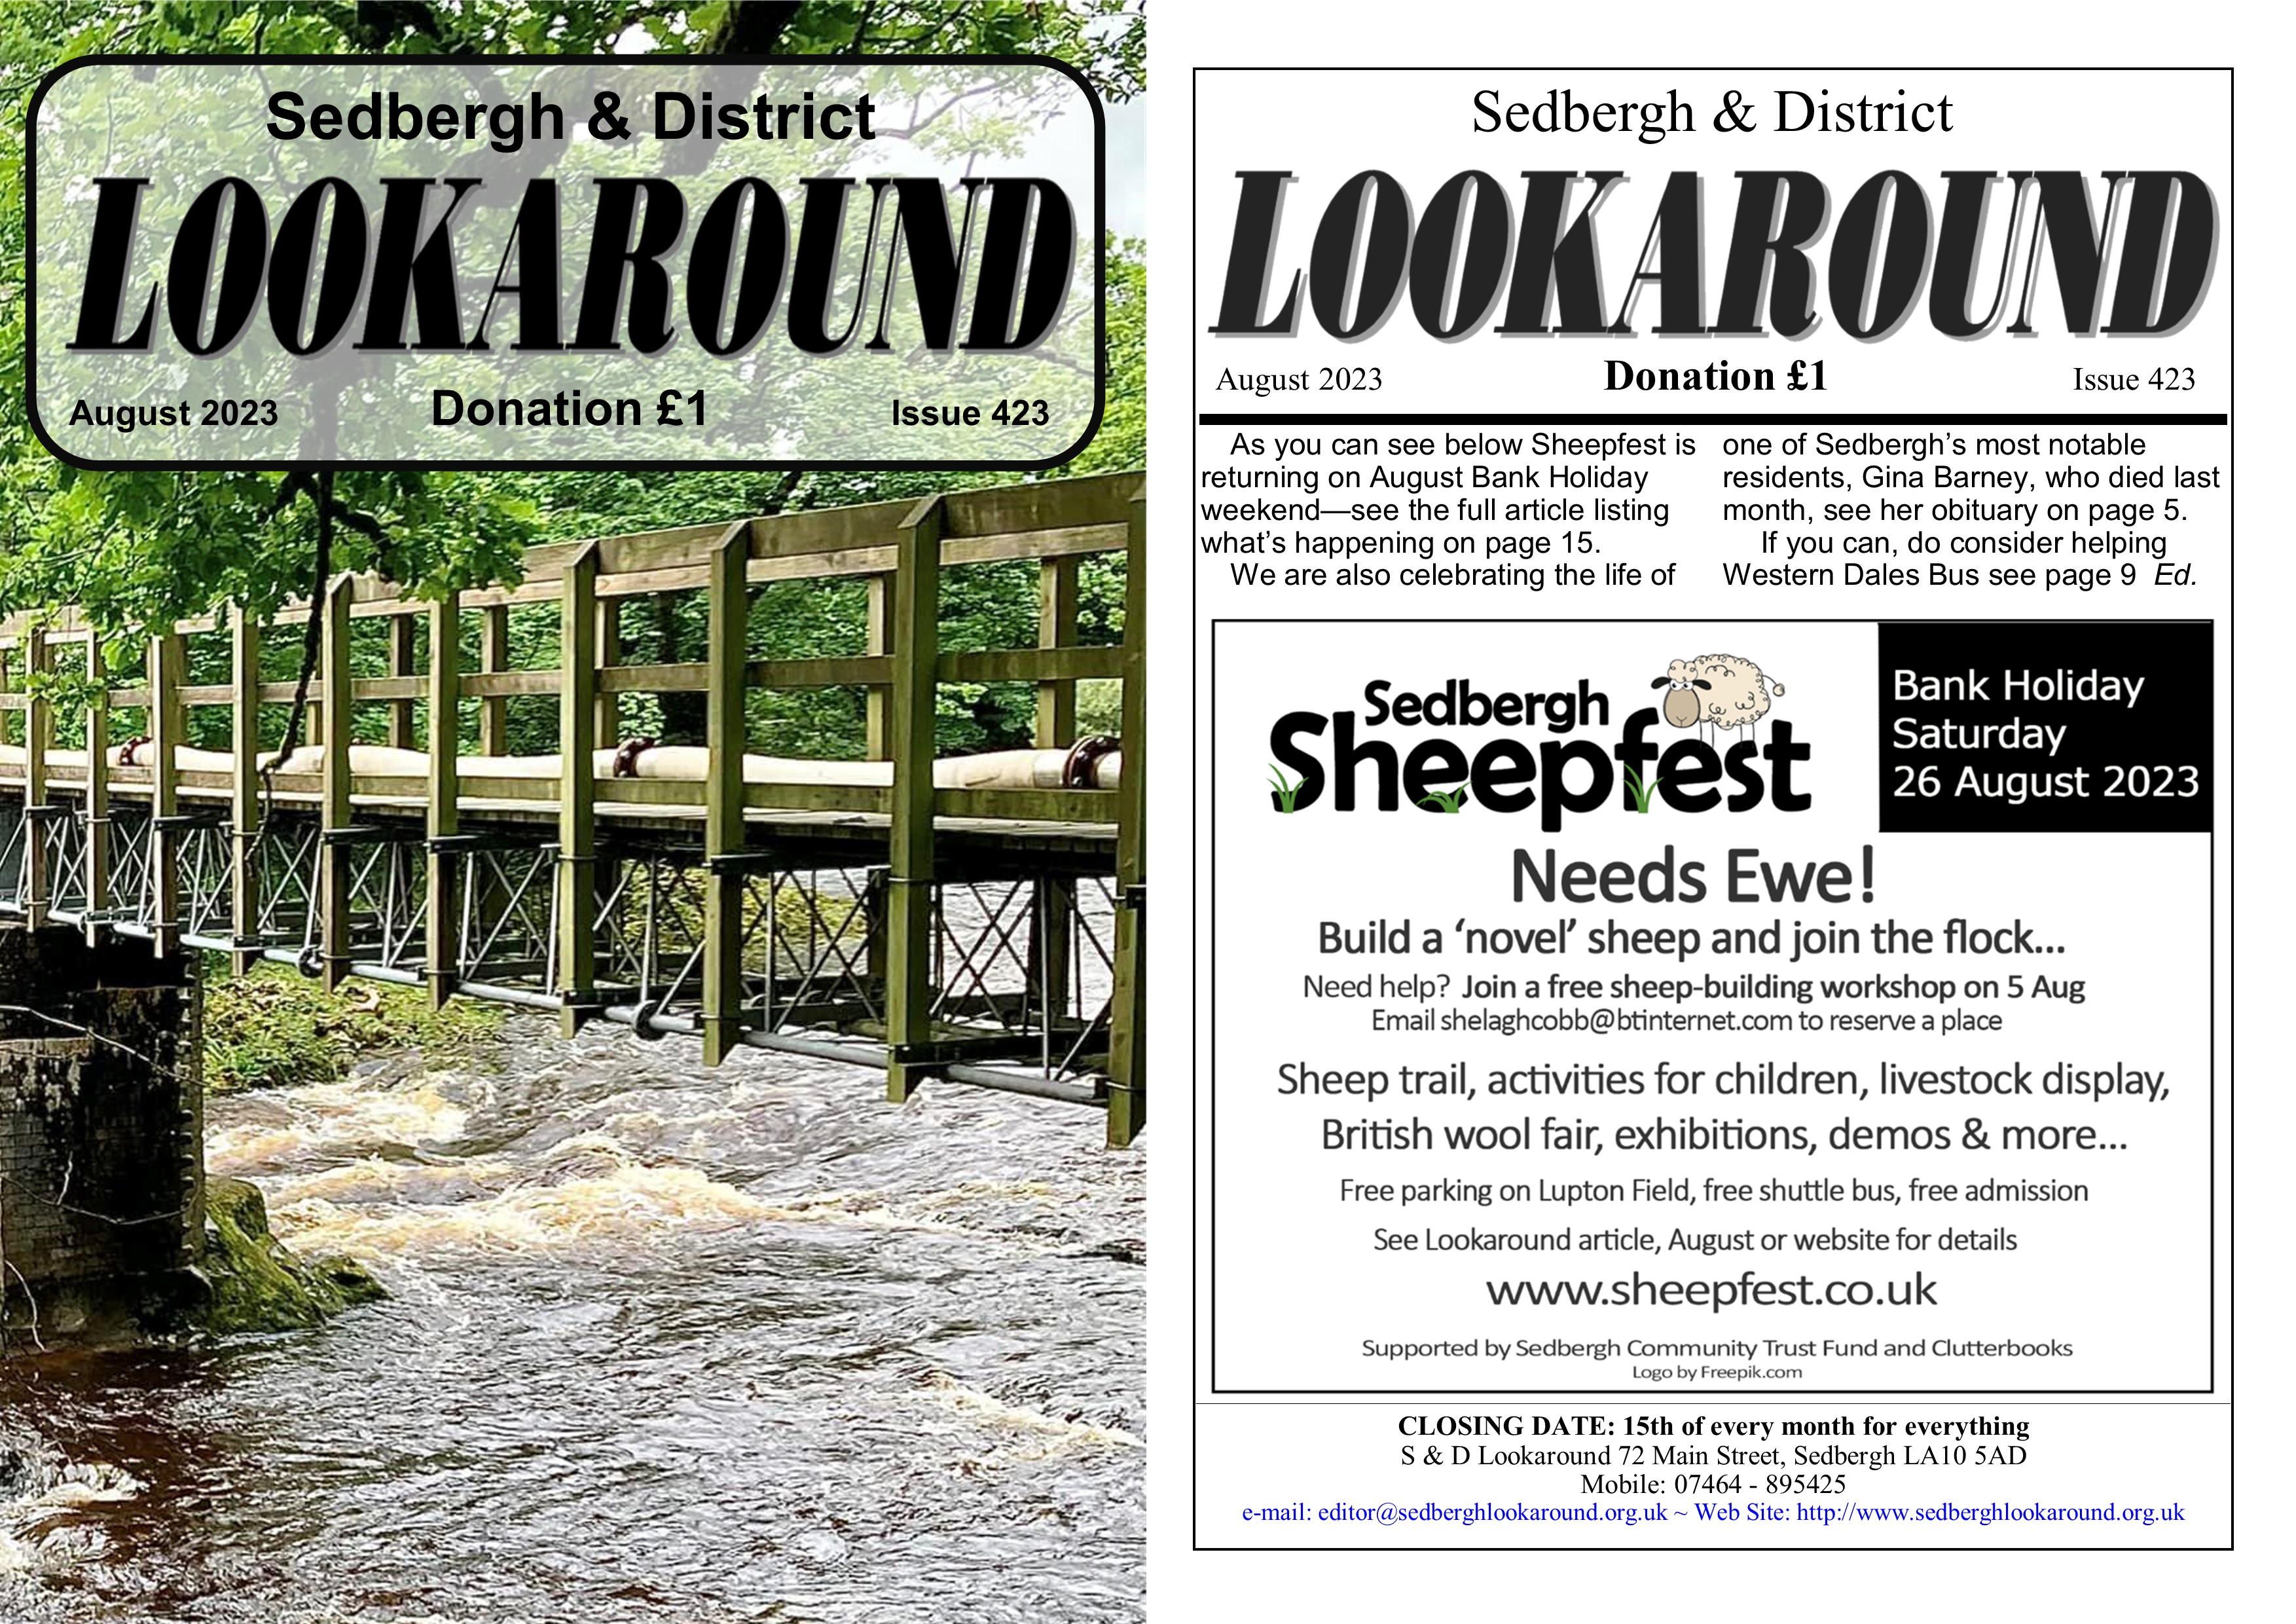 Sedbergh & District
LOOKAROUND
August 2023 Donation £1 Issue 423
Sedbergh & District
LOOKAROUND
August 2023 Donation £1 Issue 423
As you can see below Sheepfest is
returning on August Bank Holiday
weekend—see the full article listing
what’s happening on page 15.
We are also celebrating the life of
one of Sedbergh’s most notable
residents, Gina Barney, who died last
month, see her obituary on page 5.
If you can, do consider helping
Western Dales Bus see page 9 Ed.
Sedbergh
Sheepfest
Bank Holiday
Saturday
26 August 2023
Needs Ewe!
Build a ‘novel’ sheep and join the flock...
Need help? Join a free sheep-building workshop on 5 Aug
Email shelaghcobb@btinternet.com to reserve a place
Sheep trail, activities for children, livestock display,
British wool fair, exhibitions, demos & more...
Free parking on Lupton Field, free shuttle bus, free admission
See Lookaround article, August or website for details
www.sheepfest.co.uk
Supported by Sedbergh Community Trust Fund and Clutterbooks
Logo by Freepik.com
CLOSING DATE: 15th of every month for everything
S & D Lookaround 72 Main Street, Sedbergh LA10 5AD
Mobile: 07464 - 895425
e-mail: editor@sedberghlookaround.org.uk ~ Web Site: http://www.sedberghlookaround.org.uk